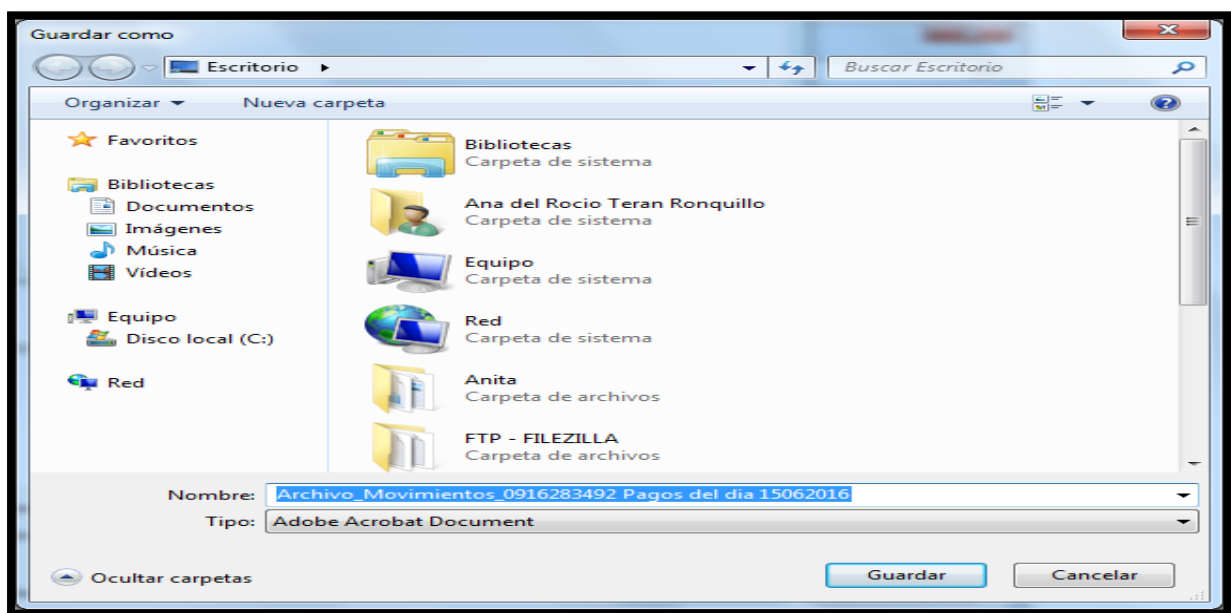 Guardar como
Escritorio
Buscar Escritorio
Organizar
Nueva carpeta
Favoritos
Bibliotecas
Documentos
Imágenes
Música
Vídeos
Equipo
Disco local (C:)
Red
Bibliotecas
Carpeta de sistema
Ana del Rocio Teran Ronquillo
Carpeta de sistema
Equipo
Carpeta de sistema
Red
Carpeta de sistema
Anita
Carpeta de archivos
FTP - FILEZILLA
Carpeta de archivos
Nombre: Archivo_Movimientos_0916283492 Pagos del dia 15062016
Tipo: Adobe Acrobat Document
Ocultar carpetas
Guardar
Cancelar